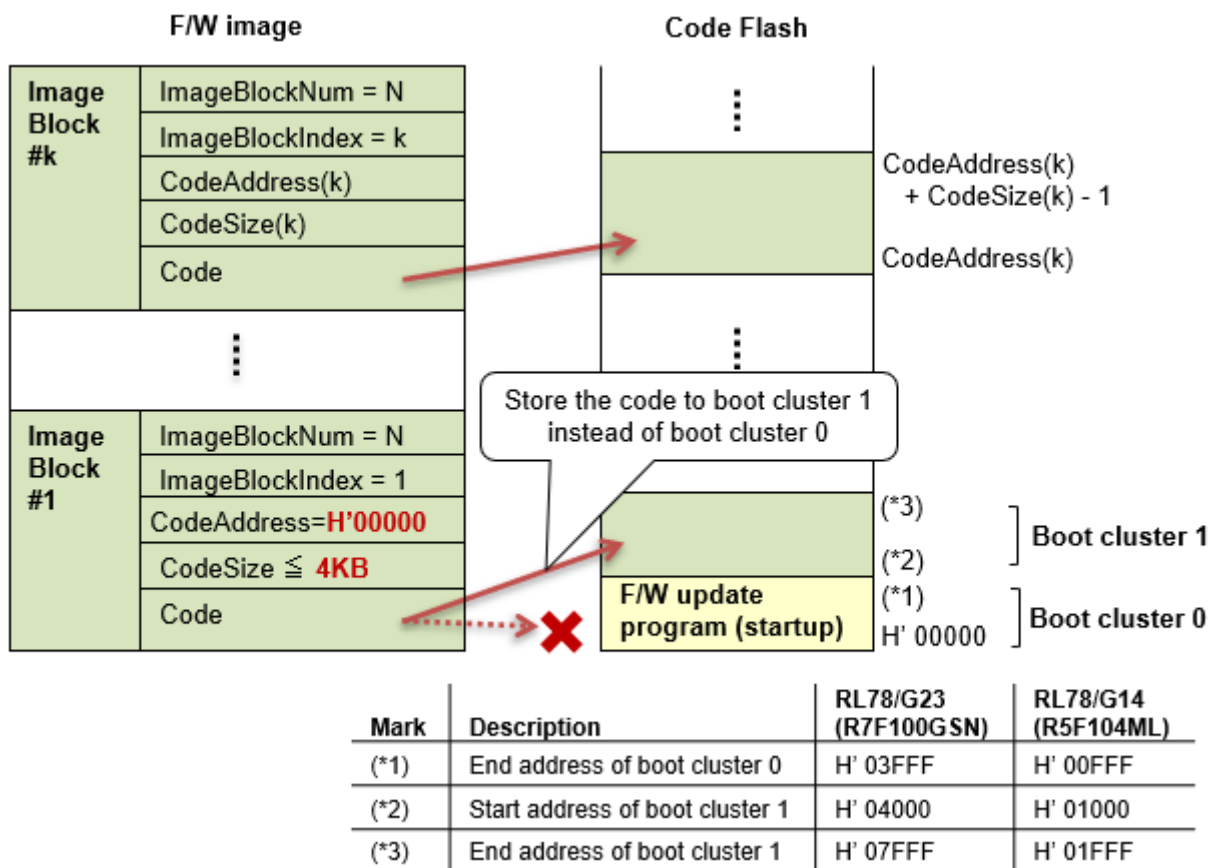 F/W image
Code Flash
Image
Block
#k
ImageBlockNum = N
ImageBlockIndex = k
CodeAddress(k)
CodeSize(k)
Code
CodeAddress(k)
+ CodeSize(k) - 1
CodeAddress(k)
Store the code to boot cluster 1
instead of boot cluster 0
Image
Block
#1
ImageBlockNum = N
ImageBlockIndex = 1
CodeAddress=H'00000
CodeSize ≦ 4KB
Code
(*3)
(*2)
Boot cluster 1
F/W update
program (startup)
(*1)
H' 00000
Boot cluster 0
Mark Description RL78/G23 (R7F100GSN) RL78/G14 (R5F104ML)
(*1) End address of boot cluster 0 H' 03FFF H' 00FFF
(*2) Start address of boot cluster 1 H' 04000 H' 01000
(*3) End address of boot cluster 1 H' 07FFF H' 01FFF